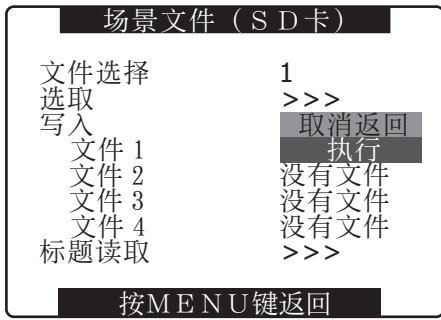 场景文件（SD卡）
文件选择 1
选取 >>>
写入 取消返回
文件 1 执行
文件 2 没有文件
文件 3 没有文件
文件 4 没有文件
标题读取 >>>
按MENU键返回